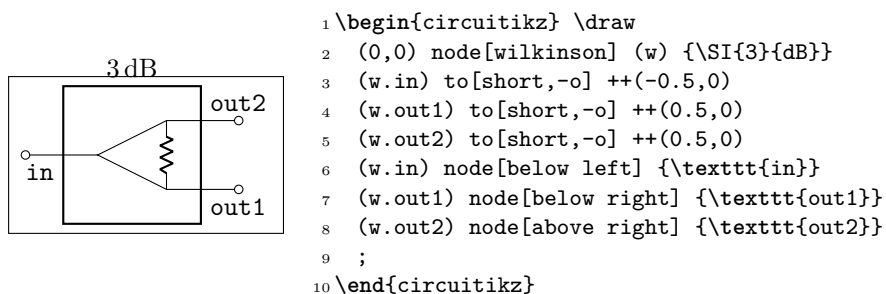 3 dB
out2
in
out1
1 \begin{circuitikz} \draw
2   (0,0) node[wilkinson] (w) {\SI{3}{dB}}
3   (w.in) to[short,-o] ++(-0.5,0)
4   (w.out1) to[short,-o] ++(0.5,0)
5   (w.out2) to[short,-o] ++(0.5,0)
6   (w.in) node[below left] {\texttt{in}}
7   (w.out1) node[below right] {\texttt{out1}}
8   (w.out2) node[above right] {\texttt{out2}}
9   ;
10 \end{circuitikz}